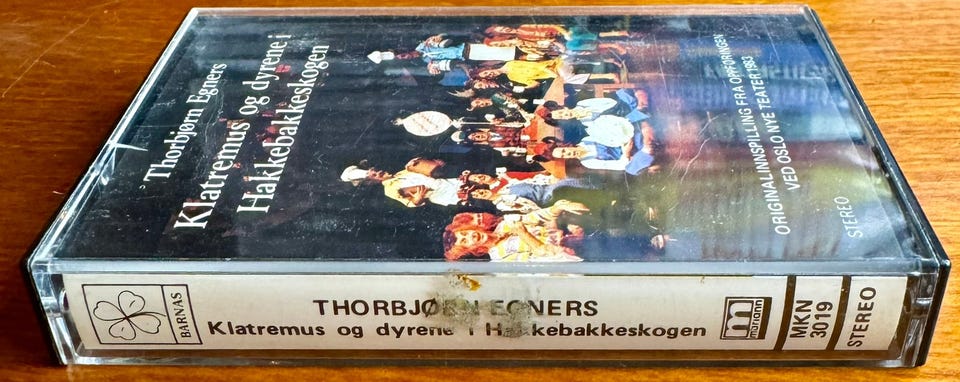 Thorbjørn Egners
Klatremus og dyrene i
Hakkebakkeskogen
ORIGINALINNSPILLING FRA OPPFØRINGEN
VED OSLO NYE TEATER 1983
STEREO
BARNAS
THORBJØRN EGNERS
Klatremus og dyrene i Hakkebakkeskogen
m
mariann
MKN
3019
STEREO